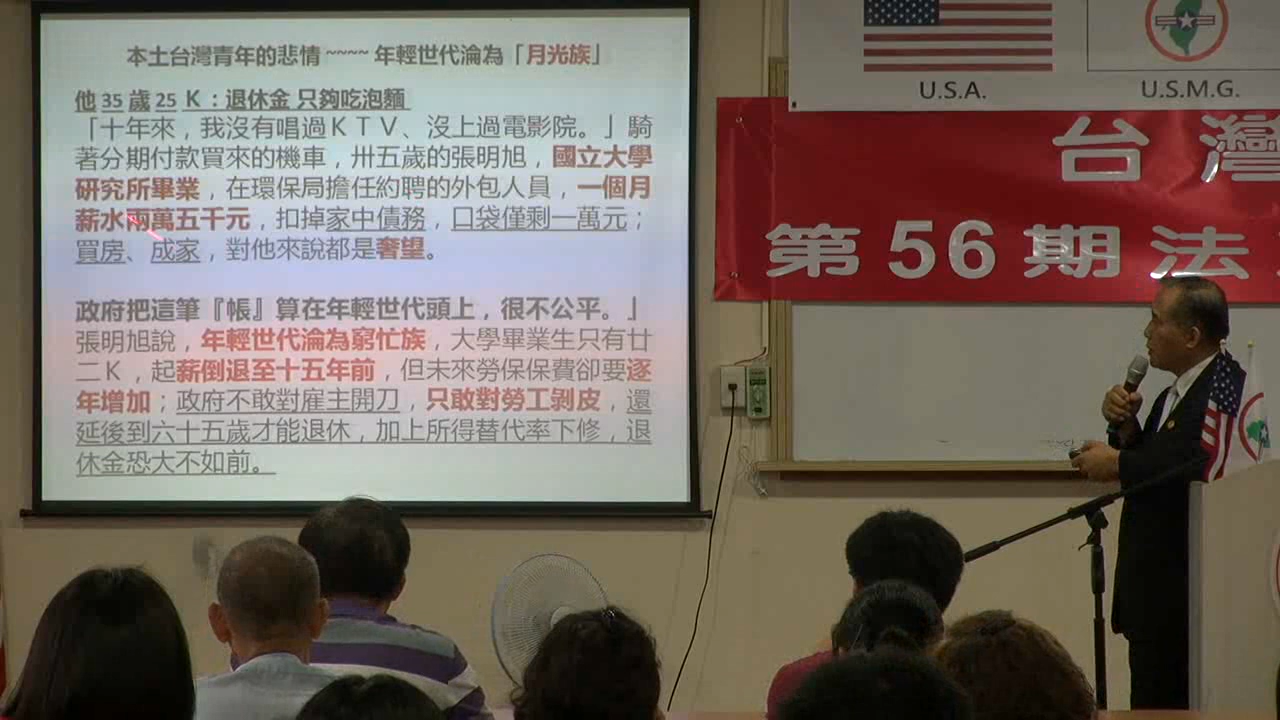 本土台灣青年的悲情 ~~~~ 年輕世代淪為「月光族」
他 35 歲 25 K：退休金 只夠吃泡麵
「十年來，我沒有唱過KTV、沒上過電影院。」騎
著分期付款買來的機車，卅五歲的張明旭，國立大學
研究所畢業，在環保局擔任約聘的外包人員，一個月
薪水兩萬五千元，扣掉家中債務，口袋僅剩一萬元；
買房、成家，對他來說都是奢望。
政府把這筆『帳』算在年輕世代頭上，很不公平。」
張明旭說，年輕世代淪為窮忙族，大學畢業生只有廿
二K，起薪倒退至十五年前，但未來勞保保費卻要逐
年增加；政府不敢對雇主開刀，只敢對勞工剝皮，還
延後到六十五歲才能退休，加上所得替代率下修，退
休金恐大不如前。
U.S.A.
U.S.M.G.
台灣
第56期法